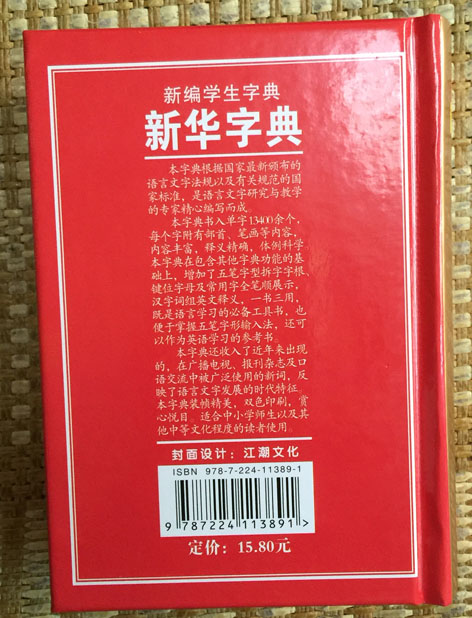 新编学生字典
新华字典
本字典根据国家最新颁布的
语言文字法规以及有关规范的国
家标准，是语言文字研究与教学
的专家精心编写而成。
本字典书入单字13400余个，
每个字附有部首、笔画等内容，
内容丰富，释义精确，体例科学
本字典在包含其他字典功能的基
础上，增加了五笔字型拆字字根、
键位字母及常用字全笔顺展示，
汉字词组英文释义，一书三用，
既是语言学习的必备工具书，也
便于掌握五笔字形输入法，还可
以作为英语学习的参考书。
本字典还收入了近年来出现
的，在广播电视、报刊杂志及口
语交流中被广泛使用的新词，反
映了语言文字发展的时代特征。
本字典装帧精美，双色印刷，赏
心悦目。适合中小学师生以及其
他中等文化程度的读者使用。
封面设计：江潮文化
ISBN 978-7-224-11389-1
9 787224 113891 >
定价：15.80元